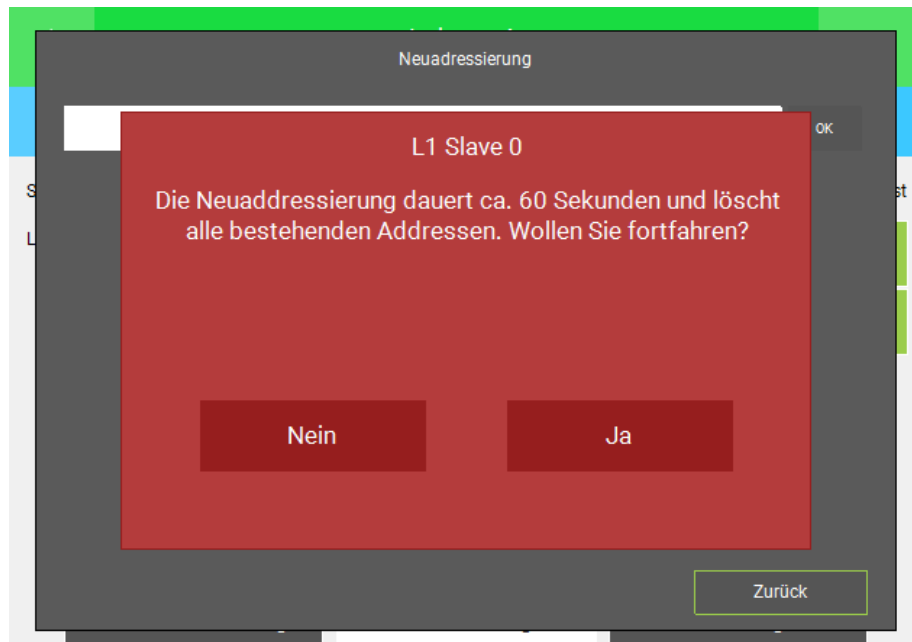 Neuadressierung
OK
L1 Slave 0
Die Neuaddressierung dauert ca. 60 Sekunden und löscht
alle bestehenden Addressen. Wollen Sie fortfahren?
Nein
Ja
Zurück